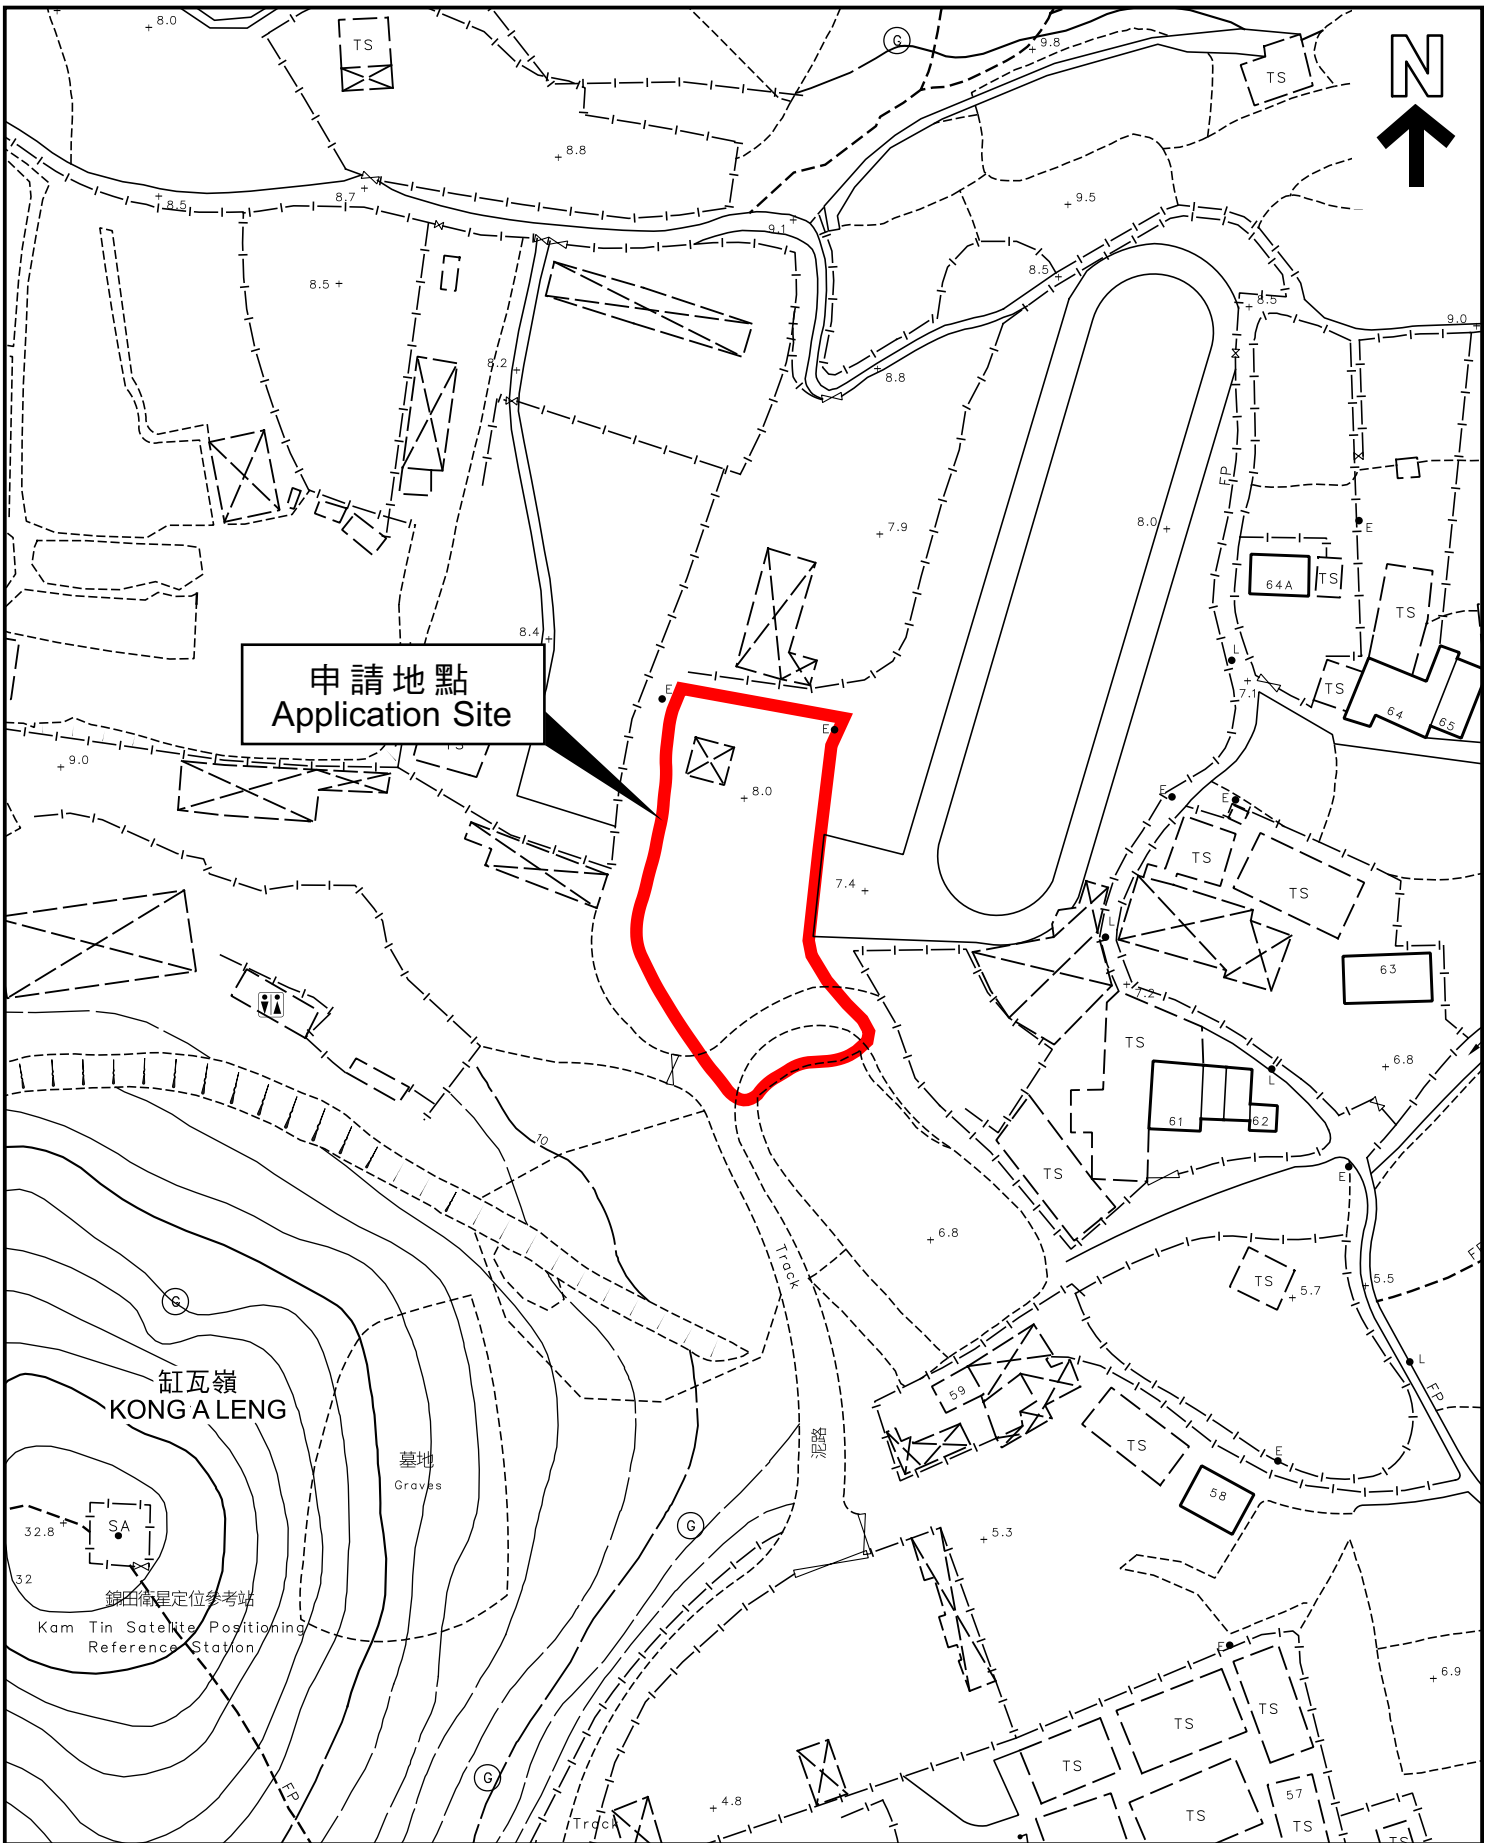 8.0
TS
G
9.8
TS
N
8.8
8.5
8.7
9.5
9.1
8.5
8.5
8.5
9.0
8.2
8.8
FP
7.9
8.0
E
64A
TS
TS
8.4
申請地點
Application Site
E
L
7.1
TS
64
65
E
TS
9.0
8.0
E
E
TS
TS
7.4
L
63
7.2
TS
6.8
L
61
62
10
TS
E
6.8
Track
FP
TS
5.7
5.5
G
缸瓦嶺
KONG A LENG
L
FP
59
泥路
TS
E
墓地
Graves
58
G
SA
32.8
5.3
32
錦田衛星定位參考站
Kam Tin Satellite Positioning
Reference Station
E
6.9
TS
TS
TS
G
FP
57
4.8
TS
TS
Track
TS